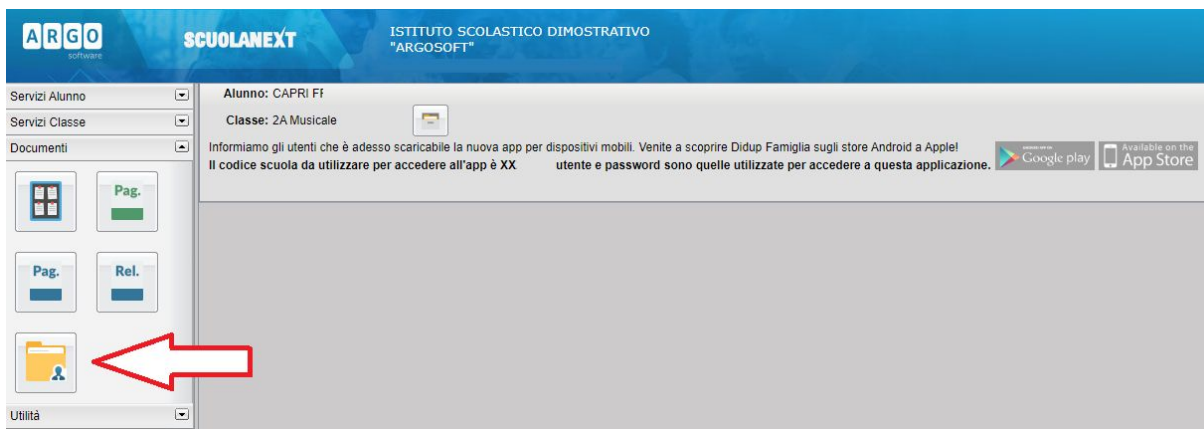 ARGO
software
SCUOLANEXT
ISTITUTO SCOLASTICO DIMOSTRATIVO
"ARGOSOFT"
Servizi Alunno
Servizi Classe
Documenti
Pag.
Pag.
Rel.
Utilità
Alunno: CAPRI FF
Classe: 2A Musicale
Informiamo gli utenti che è adesso scaricabile la nuova app per dispositivi mobili. Venite a scoprire Didup Famiglia sugli store Android a Apple!
Il codice scuola da utilizzare per accedere all'app è XX utente e password sono quelle utilizzate per accedere a questa applicazione.
Google play
Available on the
App Store